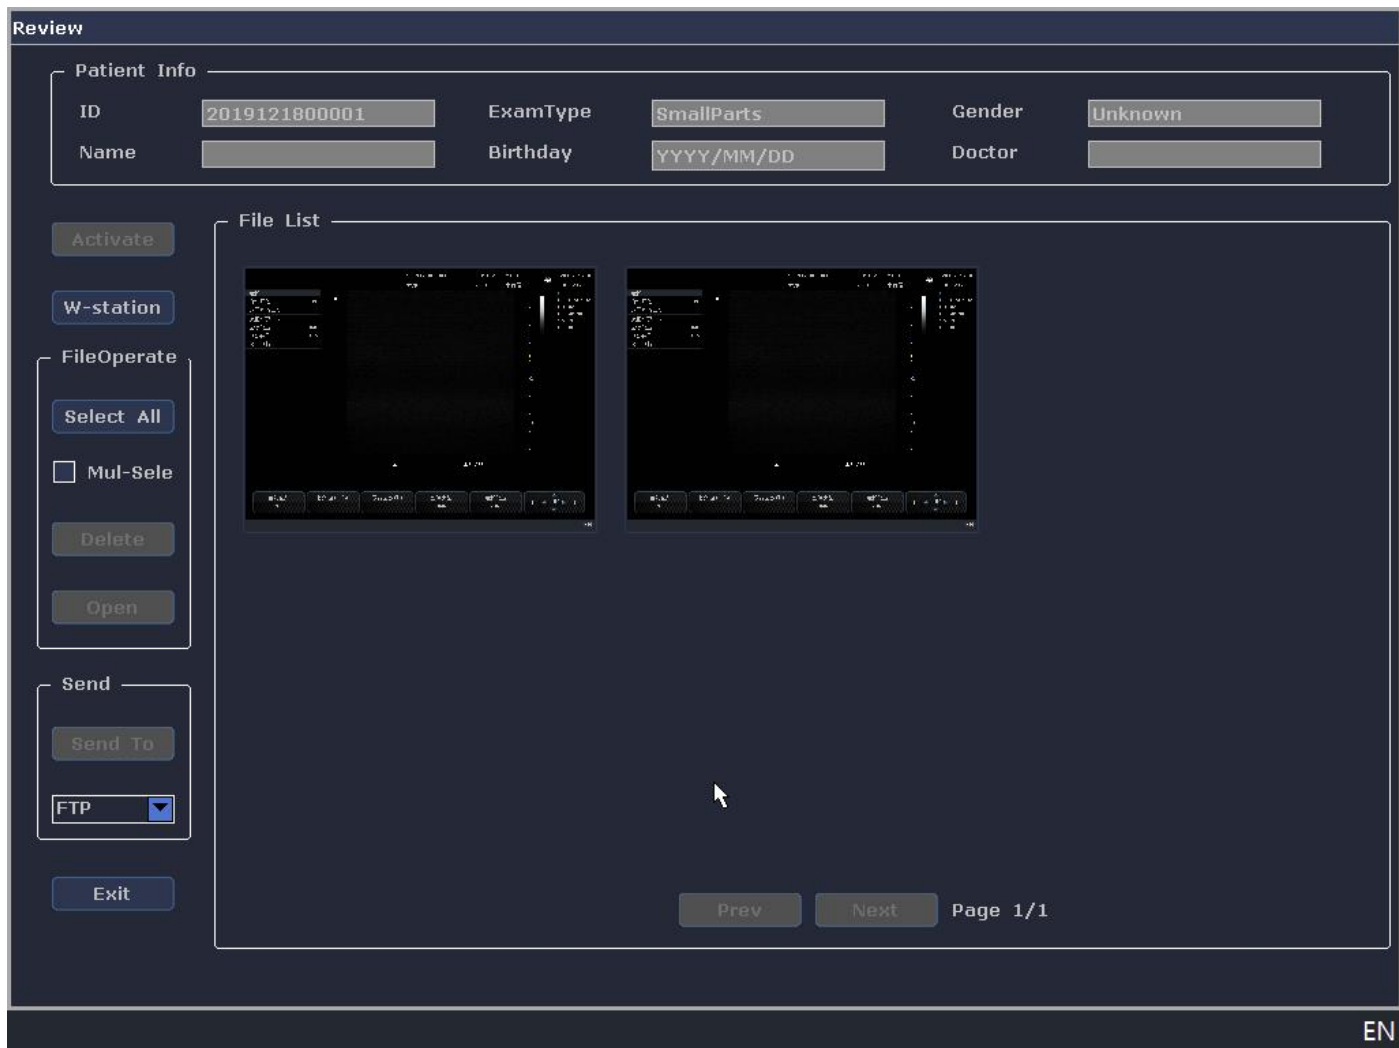 Review
Patient Info
ID 2019121800001 ExamType SmallParts Gender Unknown
Name Birthday YYYY/MM/DD Doctor
Activate
File List
W-station
FileOperate
Select All
Mul-Sele
Delete
Open
Send
Send To
FTP
Exit
Prev Next Page 1/1
EN